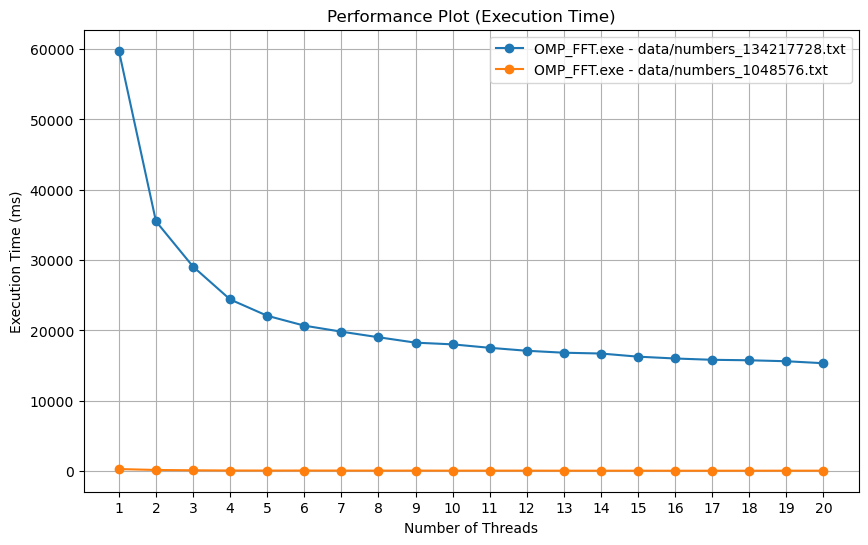 Performance Plot (Execution Time)
OMP_FFT.exe - data/numbers_134217728.txt
OMP_FFT.exe - data/numbers_1048576.txt
60000
50000
40000
30000
20000
10000
0
Execution Time (ms)
1 2 3 4 5 6 7 8 9 10 11 12 13 14 15 16 17 18 19 20
Number of Threads